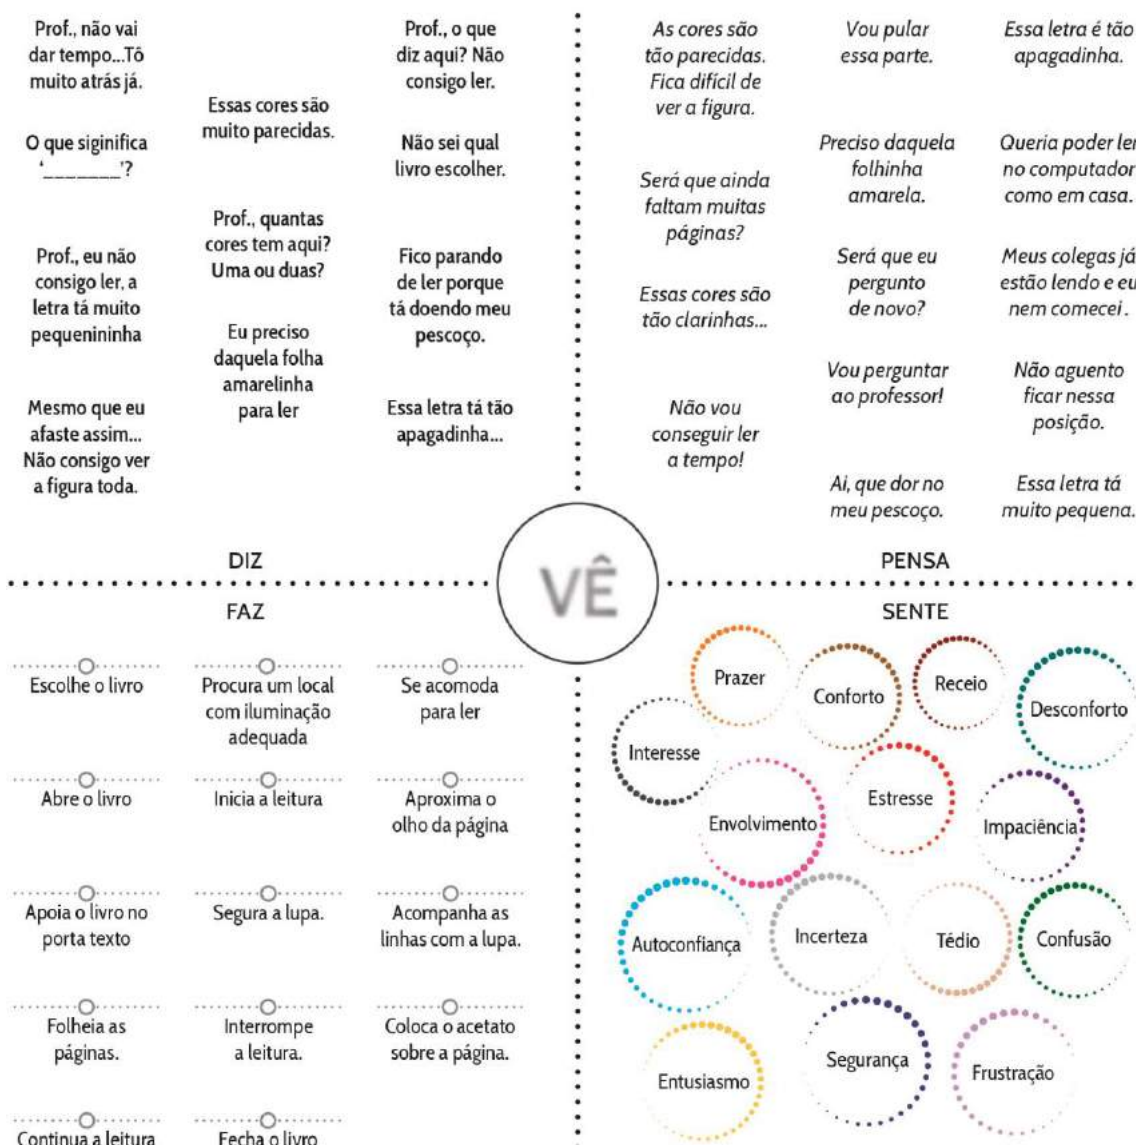 Prof., não vai
dar tempo...Tô
muito atrás já.
O que siginifica
‘_______’?
Prof., eu não
consigo ler, a
letra tá muito
pequenininha
Mesmo que eu
afaste assim...
Não consigo ver
a figura toda.
Essas cores são
muito parecidas.
Prof., quantas
cores tem aqui?
Uma ou duas?
Eu preciso
daquela folha
amarelinha
para ler
Prof., o que
diz aqui? Não
consigo ler.
Não sei qual
livro escolher.
Fico parando
de ler porque
tá doendo meu
pescoço.
Essa letra tá tão
apagadinha...
DIZ
As cores são
tão parecidas.
Fica difícil de
ver a figura.
Será que ainda
faltam muitas
páginas?
Essas cores são
tão clarinhas...
Não vou
conseguir ler
a tempo!
Vou pular
essa parte.
Preciso daquela
folhinha
amarela.
Será que eu
pergunto
de novo?
Vou perguntar
ao professor!
Ai, que dor no
meu pescoço.
Essa letra é tão
apagadinha.
Queria poder ler
no computador
como em casa.
Meus colegas já
estão lendo e eu
nem comecei.
Não aguento
ficar nessa
posição.
Essa letra tá
muito pequena.
PENSA
VÊ
FAZ
Escolhe o livro
Procura um local
com iluminação
adequada
Se acomoda
para ler
Abre o livro
Inicia a leitura
Aproxima o
olho da página
Apoia o livro no
porta texto
Segura a lupa.
Acompanha as
linhas com a lupa.
Folheia as
páginas.
Interrompe
a leitura.
Coloca o acetato
sobre a página.
Continua a leitura
Fecha o livro
SENTE
Prazer
Conforto
Receio
Desconforto
Interesse
Envolvimento
Estresse
Impaciência
Autoconfiança
Incerteza
Tédio
Confusão
Entusiasmo
Segurança
Frustração